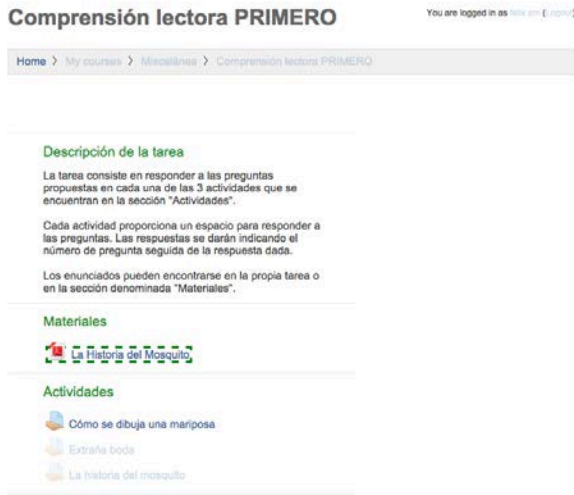 Comprensión lectora PRIMERO
You are logged in as
Home > My courses > Miscelánea > Comprensión lectora PRIMERO
Descripción de la tarea
La tarea consiste en responder a las preguntas
propuestas en cada una de las 3 actividades que se
encuentran en la sección "Actividades".
Cada actividad proporciona un espacio para responder a
las preguntas. Las respuestas se darán indicando el
número de pregunta seguida de la respuesta dada.
Los enunciados pueden encontrarse en la propia tarea o
en la sección denominada "Materiales".
Materiales
La Historia del Mosquito
Actividades
Cómo se dibuja una mariposa
Extraña boda
La historia del mosquito